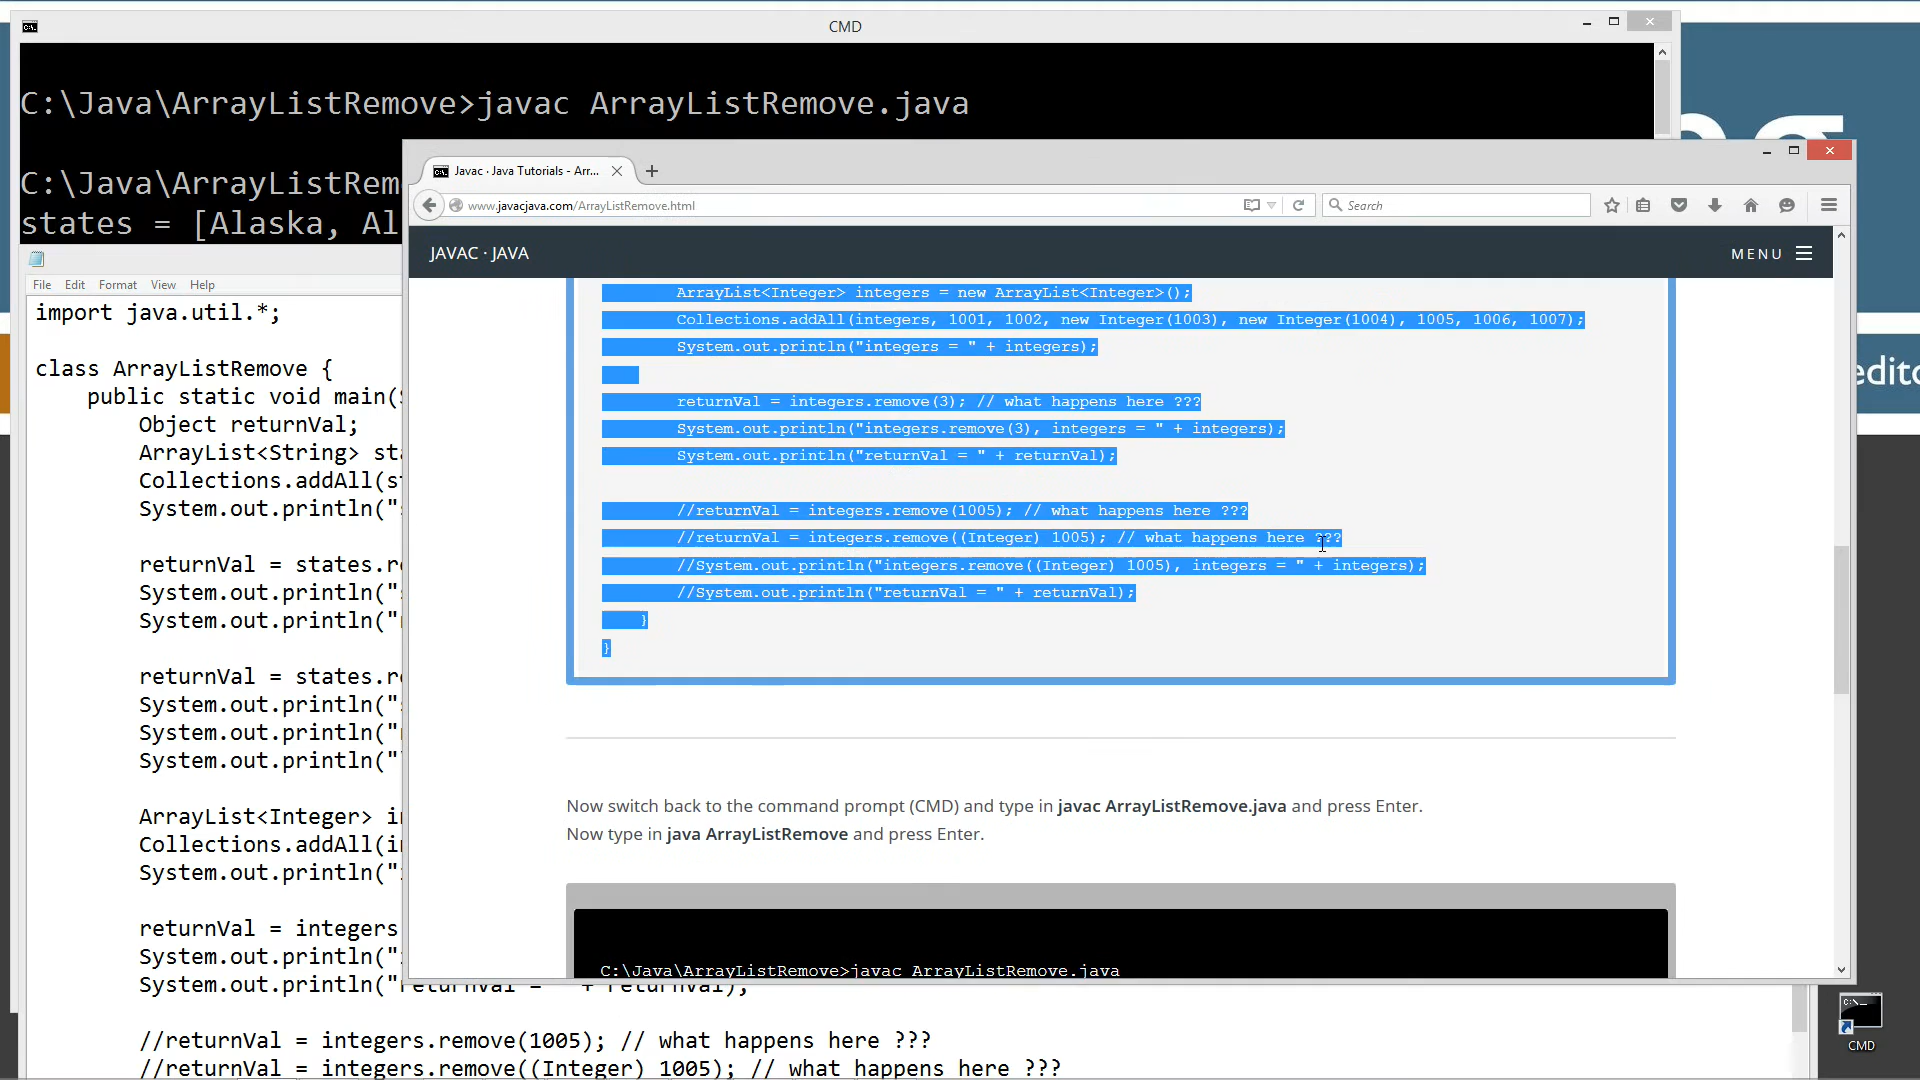 CMD
C:\Java\ArrayListRemove>javac ArrayListRemove.java
C:\Java\ArrayListRem
states = [Alaska, Al
File Edit Format View Help
import java.util.*;
class ArrayListRemove {
public static void main(
Object returnVal;
ArrayList<String> sta
Collections.addAll(s
System.out.println("
returnVal = states.r
System.out.println("
System.out.println("
returnVal = states.r
System.out.println("
System.out.println("
System.out.println("
ArrayList<Integer> i
Collections.addAll(i
System.out.println("
returnVal = integers
System.out.println("
System.out.println("returnVal = " + returnVal);
//returnVal = integers.remove(1005); // what happens here ???
//returnVal = integers.remove((Integer) 1005); // what happens here ???
Javac · Java Tutorials - Arr...
www.javacjava.com/ArrayListRemove.html
Search
JAVAC · JAVA
MENU
ArrayList<Integer> integers = new ArrayList<Integer>();
Collections.addAll(integers, 1001, 1002, new Integer(1003), new Integer(1004), 1005, 1006, 1007);
System.out.println("integers = " + integers);
returnVal = integers.remove(3); // what happens here ???
System.out.println("integers.remove(3), integers = " + integers);
System.out.println("returnVal = " + returnVal);
//returnVal = integers.remove(1005); // what happens here ???
//returnVal = integers.remove((Integer) 1005); // what happens here ???
//System.out.println("integers.remove((Integer) 1005), integers = " + integers);
//System.out.println("returnVal = " + returnVal);
}
}
Now switch back to the command prompt (CMD) and type in javac ArrayListRemove.java and press Enter.
Now type in java ArrayListRemove and press Enter.
C:\Java\ArrayListRemove>javac ArrayListRemove.java
edito
CMD